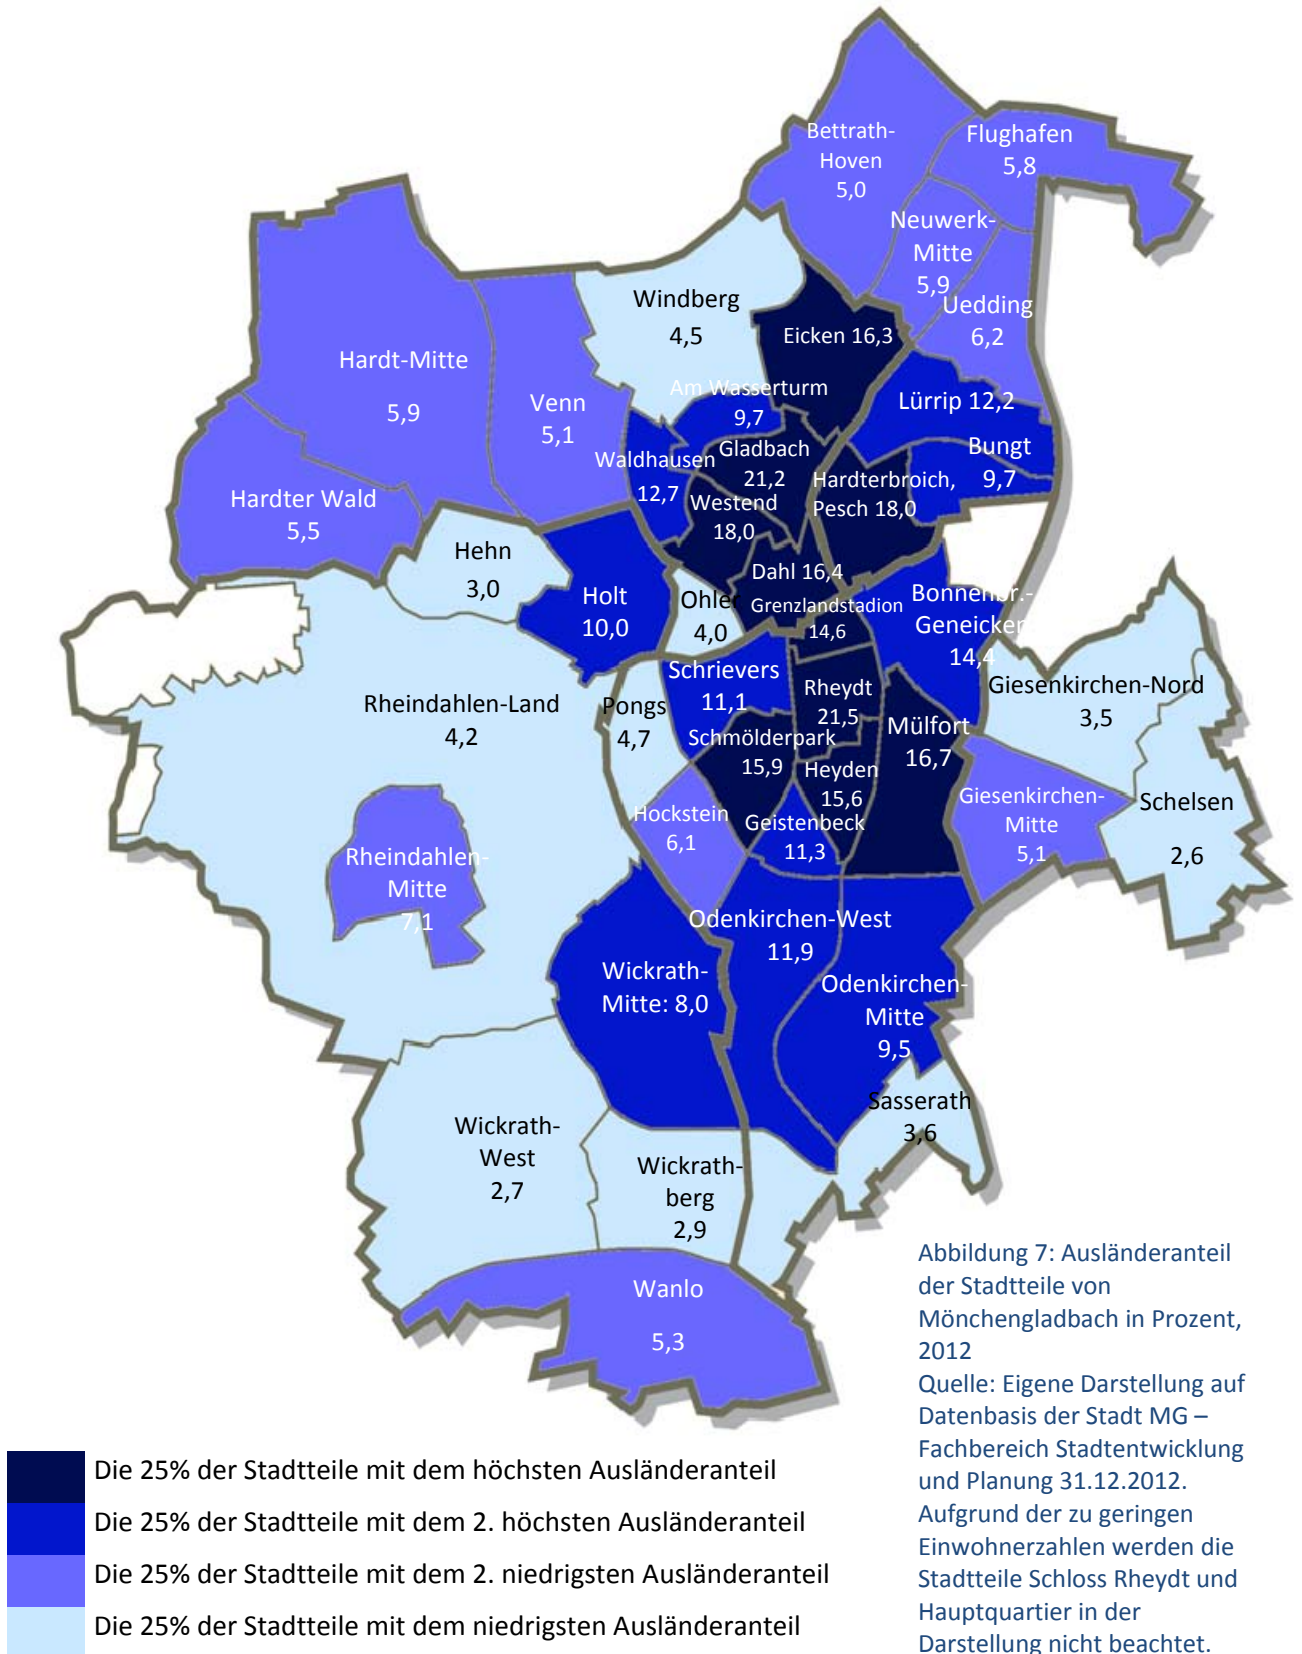 Bettrath-
Hoven
5,0
Flughafen
5,8
Neuwerk-
Mitte
5,9
Uedding
6,2
Windberg
4,5
Eicken 16,3
Hardt-Mitte
5,9
Venn
5,1
Am Wasserturm
9,7
Lürrip 12,2
Bungt
9,7
Waldhausen
12,7
Gladbach
21,2
Hardterbroich,
Pesch 18,0
Westend
18,0
Hardter Wald
5,5
Hehn
3,0
Holt
10,0
Ohler
4,0
Dahl 16,4
Grenzlandstadion
14,6
Bonnenbr.-
Geneicken
14,4
Giesenkirchen-Nord
3,5
Rheindahlen-Land
4,2
Pongs
4,7
Schrievers
11,1
Rheydt
21,5
Mülfort
16,7
Schmölderpark
15,9
Heyden
15,6
Geistenbeck
11,3
Hockstein
6,1
Giesenkirchen-
Mitte
5,1
Schelsen
2,6
Rheindahlen-
Mitte
7,1
Odenkirchen-West
11,9
Wickrath-
Mitte: 8,0
Odenkirchen-
Mitte
9,5
Sasserath
3,6
Wickrath-
West
2,7
Wickrath-
berg
2,9
Wanlo
5,3
Abbildung 7: Ausländeranteil
der Stadtteile von
Mönchengladbach in Prozent,
2012
Quelle: Eigene Darstellung auf
Datenbasis der Stadt MG –
Fachbereich Stadtentwicklung
und Planung 31.12.2012.
Aufgrund der zu geringen
Einwohnerzahlen werden die
Stadtteile Schloss Rheydt und
Hauptquartier in der
Darstellung nicht beachtet.
Die 25% der Stadtteile mit dem höchsten Ausländeranteil
Die 25% der Stadtteile mit dem 2. höchsten Ausländeranteil
Die 25% der Stadtteile mit dem 2. niedrigsten Ausländeranteil
Die 25% der Stadtteile mit dem niedrigsten Ausländeranteil